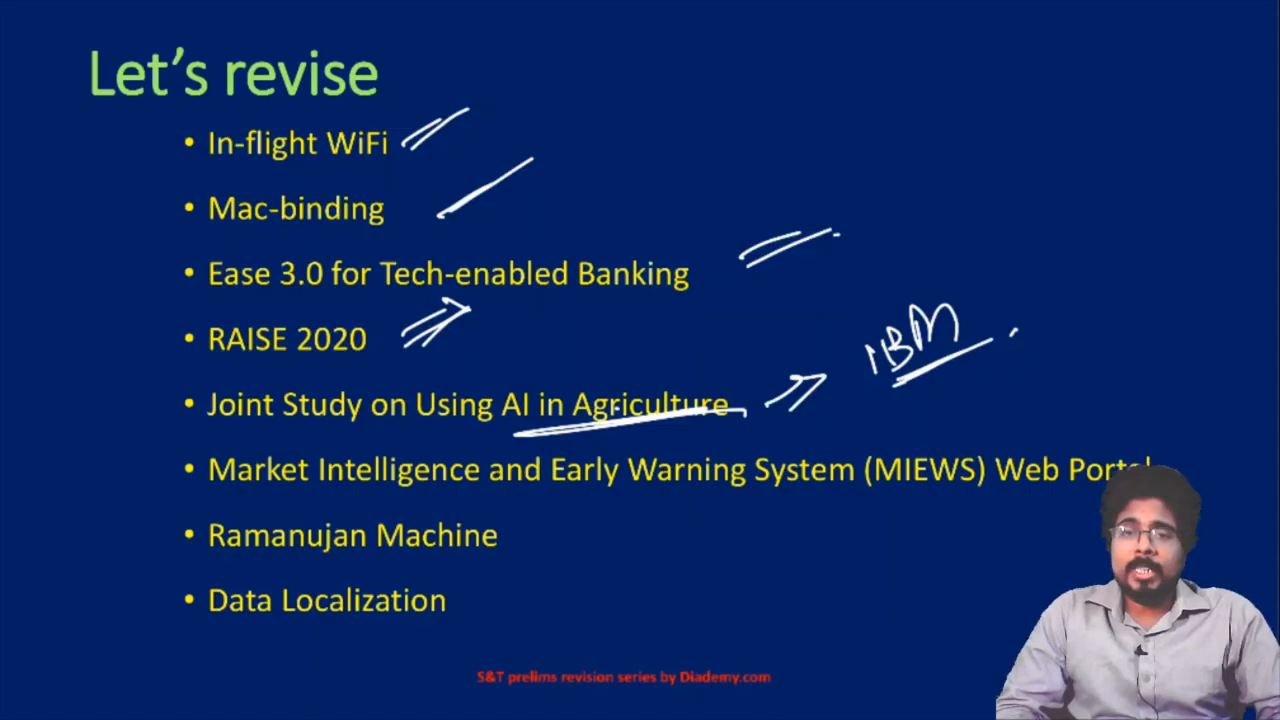 Let's revise
• In-flight WiFi
• Mac-binding
• Ease 3.0 for Tech-enabled Banking
• RAISE 2020
IBM
• Joint Study on Using AI in Agriculture
• Market Intelligence and Early Warning System (MIEWS) Web Portal
• Ramanujan Machine
• Data Localization
S&T prelims revision series by Diademy.com